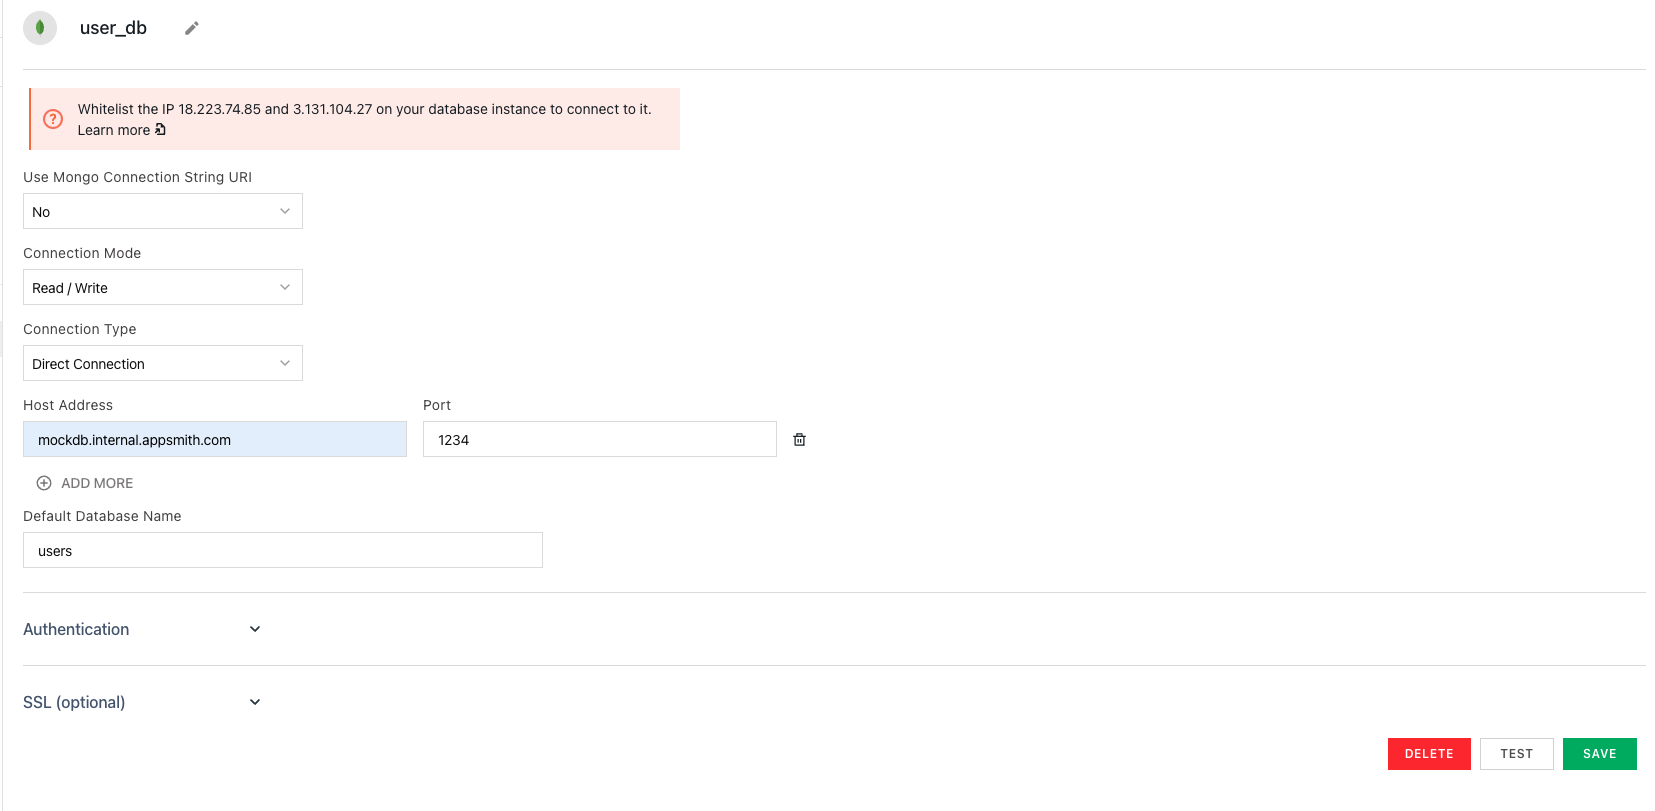 user_db
Whitelist the IP 18.223.74.85 and 3.131.104.27 on your database instance to connect to it.
Learn more
Use Mongo Connection String URI
No
Connection Mode
Read / Write
Connection Type
Direct Connection
Host Address
Port
mockdb.internal.appsmith.com
1234
ADD MORE
Default Database Name
users
Authentication
SSL (optional)
DELETE
TEST
SAVE